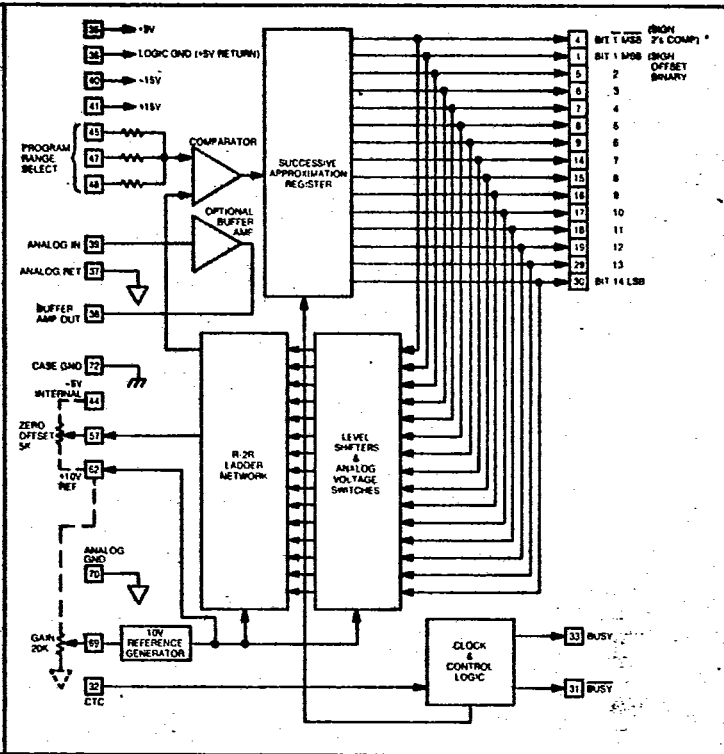 +5V
LOGIC GND (+5V RETURN)
40 -15V
41 +15V
PROGRAM RANGE SELECT
45
47
48
COMPARATOR
OPTIONAL BUFFER AMP
ANALOG IN 39
ANALOG RET 37
BUFFER AMP OUT 38
SUCCESSIVE APPROXIMATION REGISTER
4 BIT 1 MSB (SIGN 2's COMP)
1 BIT 1 MSB (SIGN OFFSET BINARY
5 2
6 3
7 4
8 5
9 6
14 7
15 8
16 9
17 10
18 11
19 12
29 13
30 BIT 14 LSB
CASE GND 72
-5V INTERNAL 44
ZERO OFFSET 5K
57
+10V REF
62
ANALOG GND
70
GAIN 20K
69
10V REFERENCE GENERATOR
32
CTC
R-2R LADDER NETWORK
LEVEL SHIFTERS & ANALOG VOLTAGE SWITCHES
CLOCK & CONTROL LOGIC
33 BUSY
31 BUSY